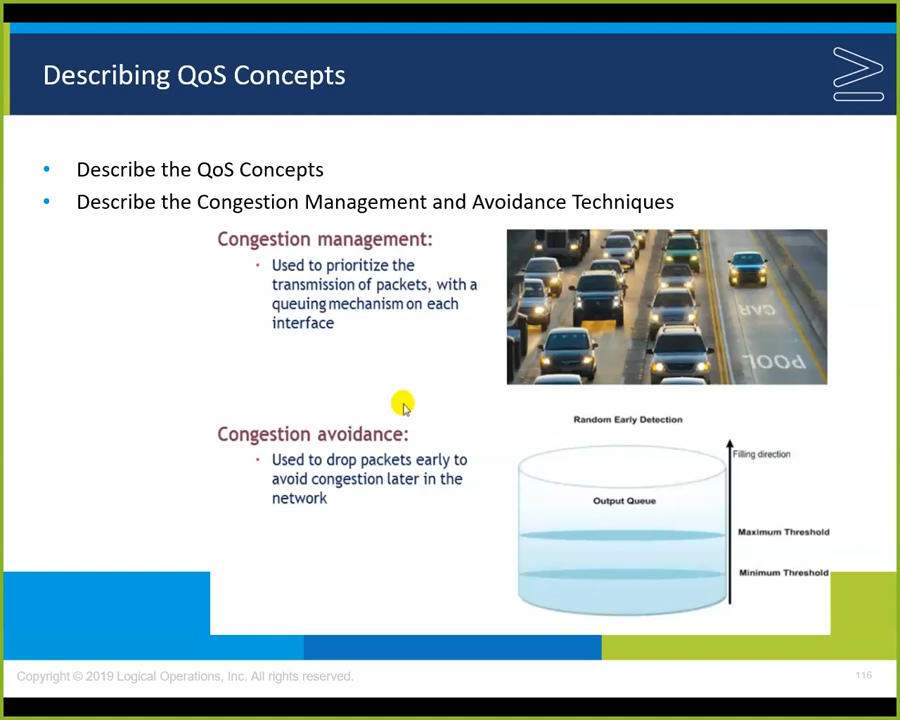 Describing QoS Concepts
• Describe the QoS Concepts
• Describe the Congestion Management and Avoidance Techniques
Congestion management:
• Used to prioritize the
transmission of packets, with a
queuing mechanism on each
interface
CAR
POOL
Congestion avoidance:
• Used to drop packets early to
avoid congestion later in the
network
Random Early Detection
Filling direction
Output Queue
Maximum Threshold
Minimum Threshold
Copyright © 2019 Logical Operations, Inc. All rights reserved.
116